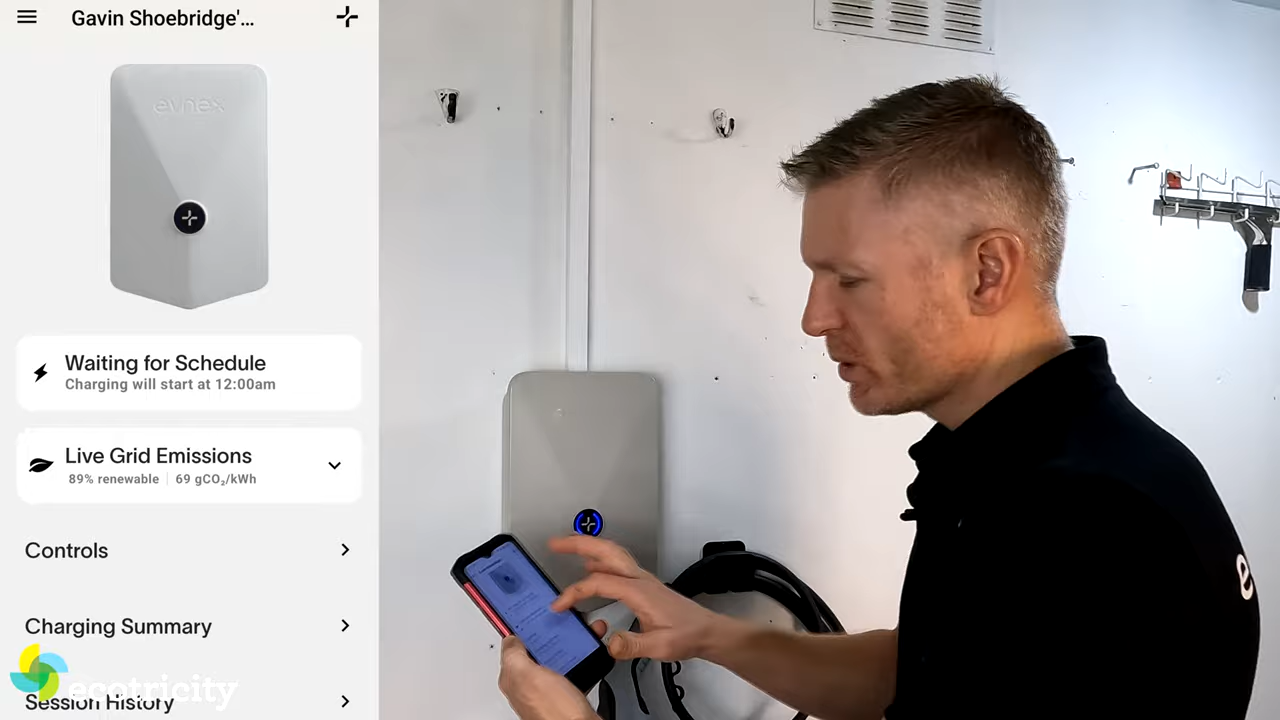 Gavin Shoebridge'...
evnex
Waiting for Schedule
Charging will start at 12:00am
Live Grid Emissions
89% renewable | 69 gCO₂/kWh
Controls
Charging Summary
Session History
ecotricity
e